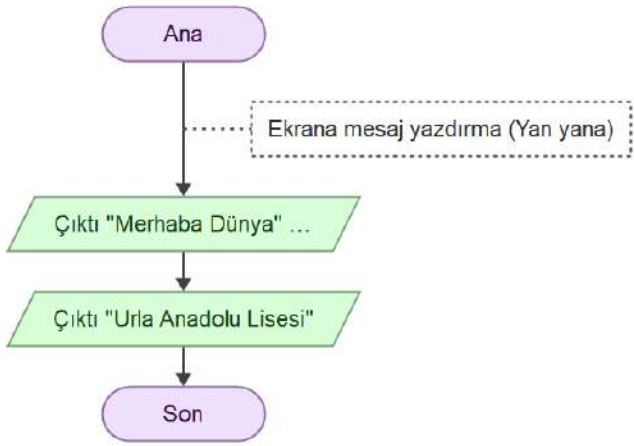 Ana
Ekrana mesaj yazdırma (Yan yana)
Çıktı "Merhaba Dünya" ...
Çıktı "Urla Anadolu Lisesi"
Son